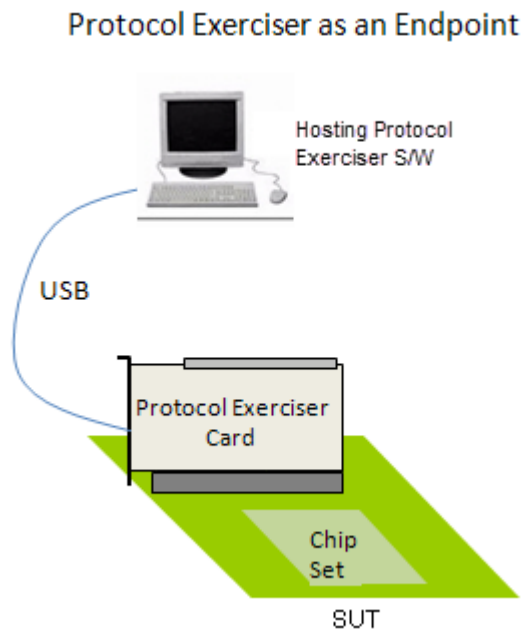 Protocol Exerciser as an Endpoint
Hosting Protocol
Exerciser S/W
USB
Protocol Exerciser
Card
Chip
Set
SUT